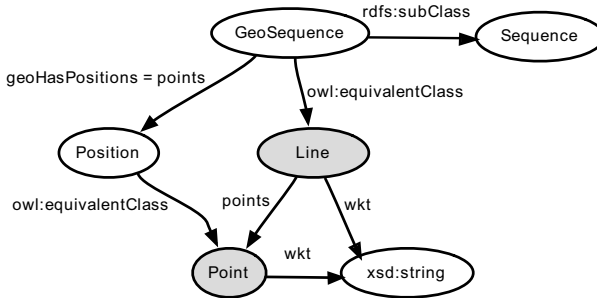 rdfs:subClass
GeoSequence
Sequence
geoHasPositions = points
owl:equivalentClass
Position
Line
owl:equivalentClass
points
wkt
wkt
Point
xsd:string